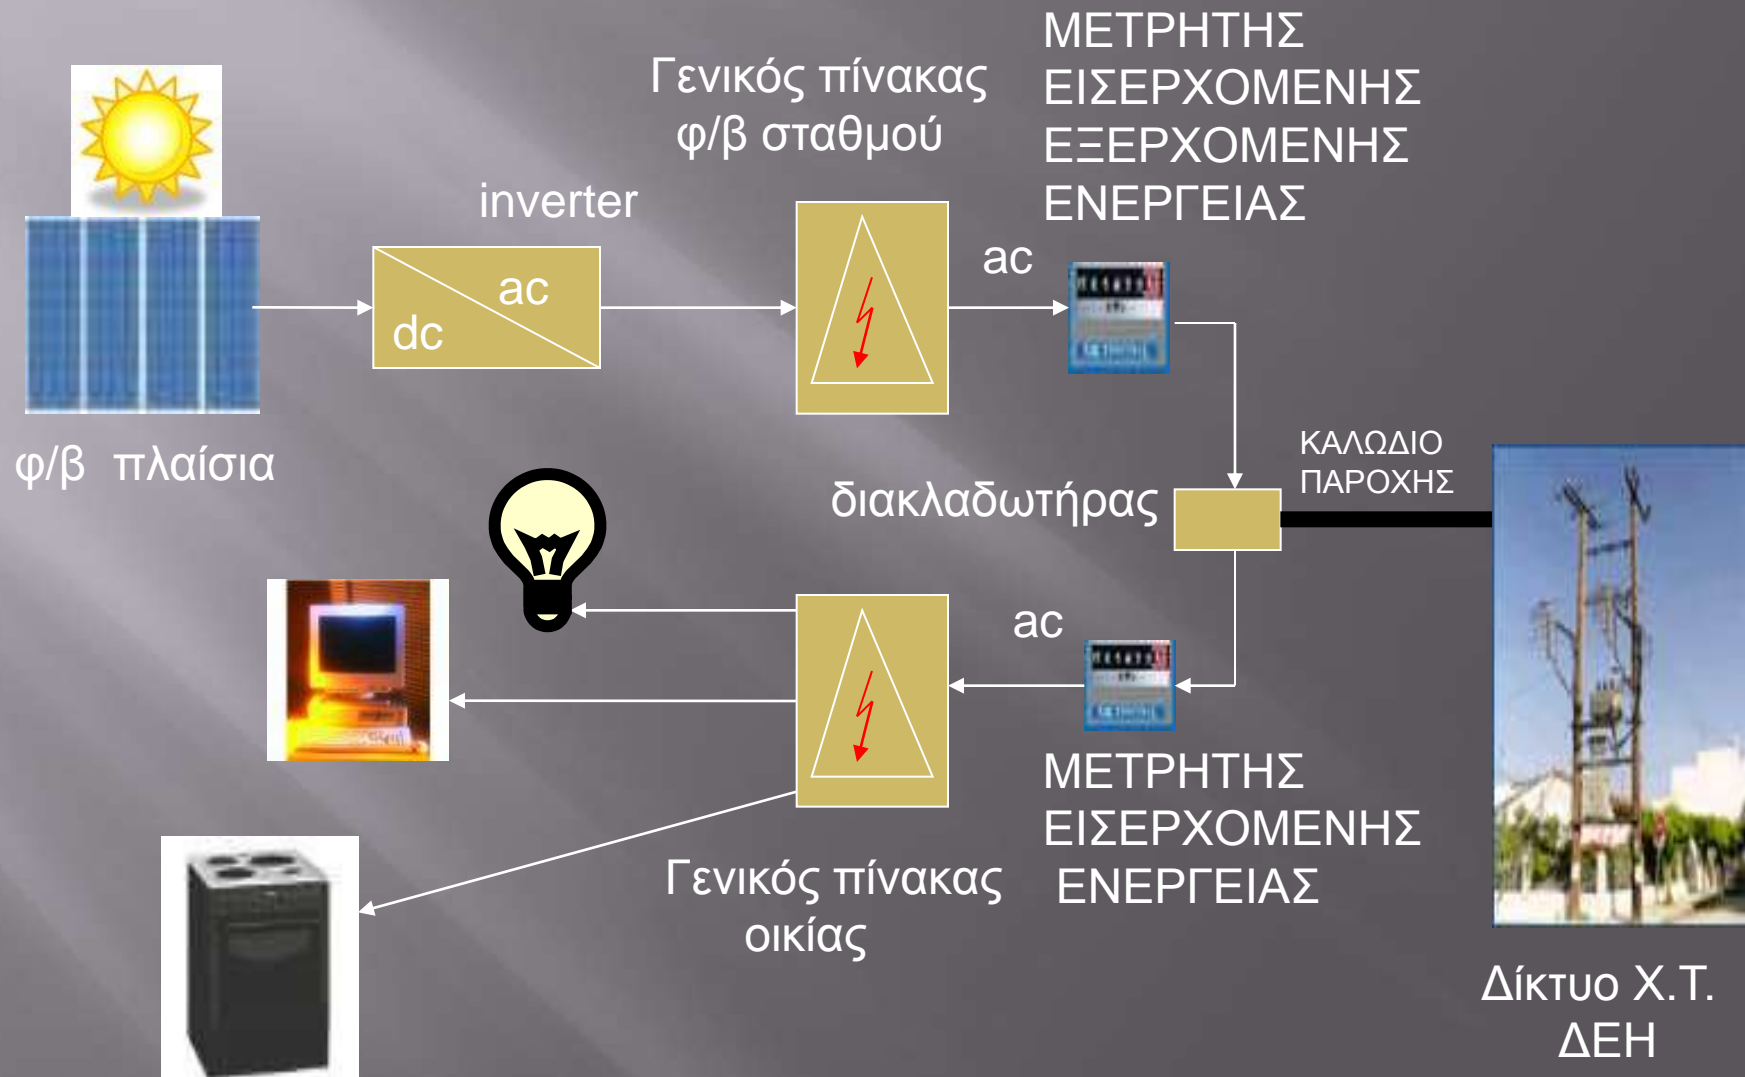 ΜΕΤΡΗΤΗΣ
ΕΙΣΕΡΧΟΜΕΝΗΣ
ΕΞΕΡΧΟΜΕΝΗΣ
ΕΝΕΡΓΕΙΑΣ
Γενικός πίνακας
φ/β σταθμού
inverter
ac
dc
ac
φ/β πλαίσια
ΚΑΛΩΔΙΟ
ΠΑΡΟΧΗΣ
διακλαδωτήρας
ac
ΜΕΤΡΗΤΗΣ
ΕΙΣΕΡΧΟΜΕΝΗΣ
ΕΝΕΡΓΕΙΑΣ
Γενικός πίνακας
οικίας
Δίκτυο Χ.Τ.
ΔΕΗ